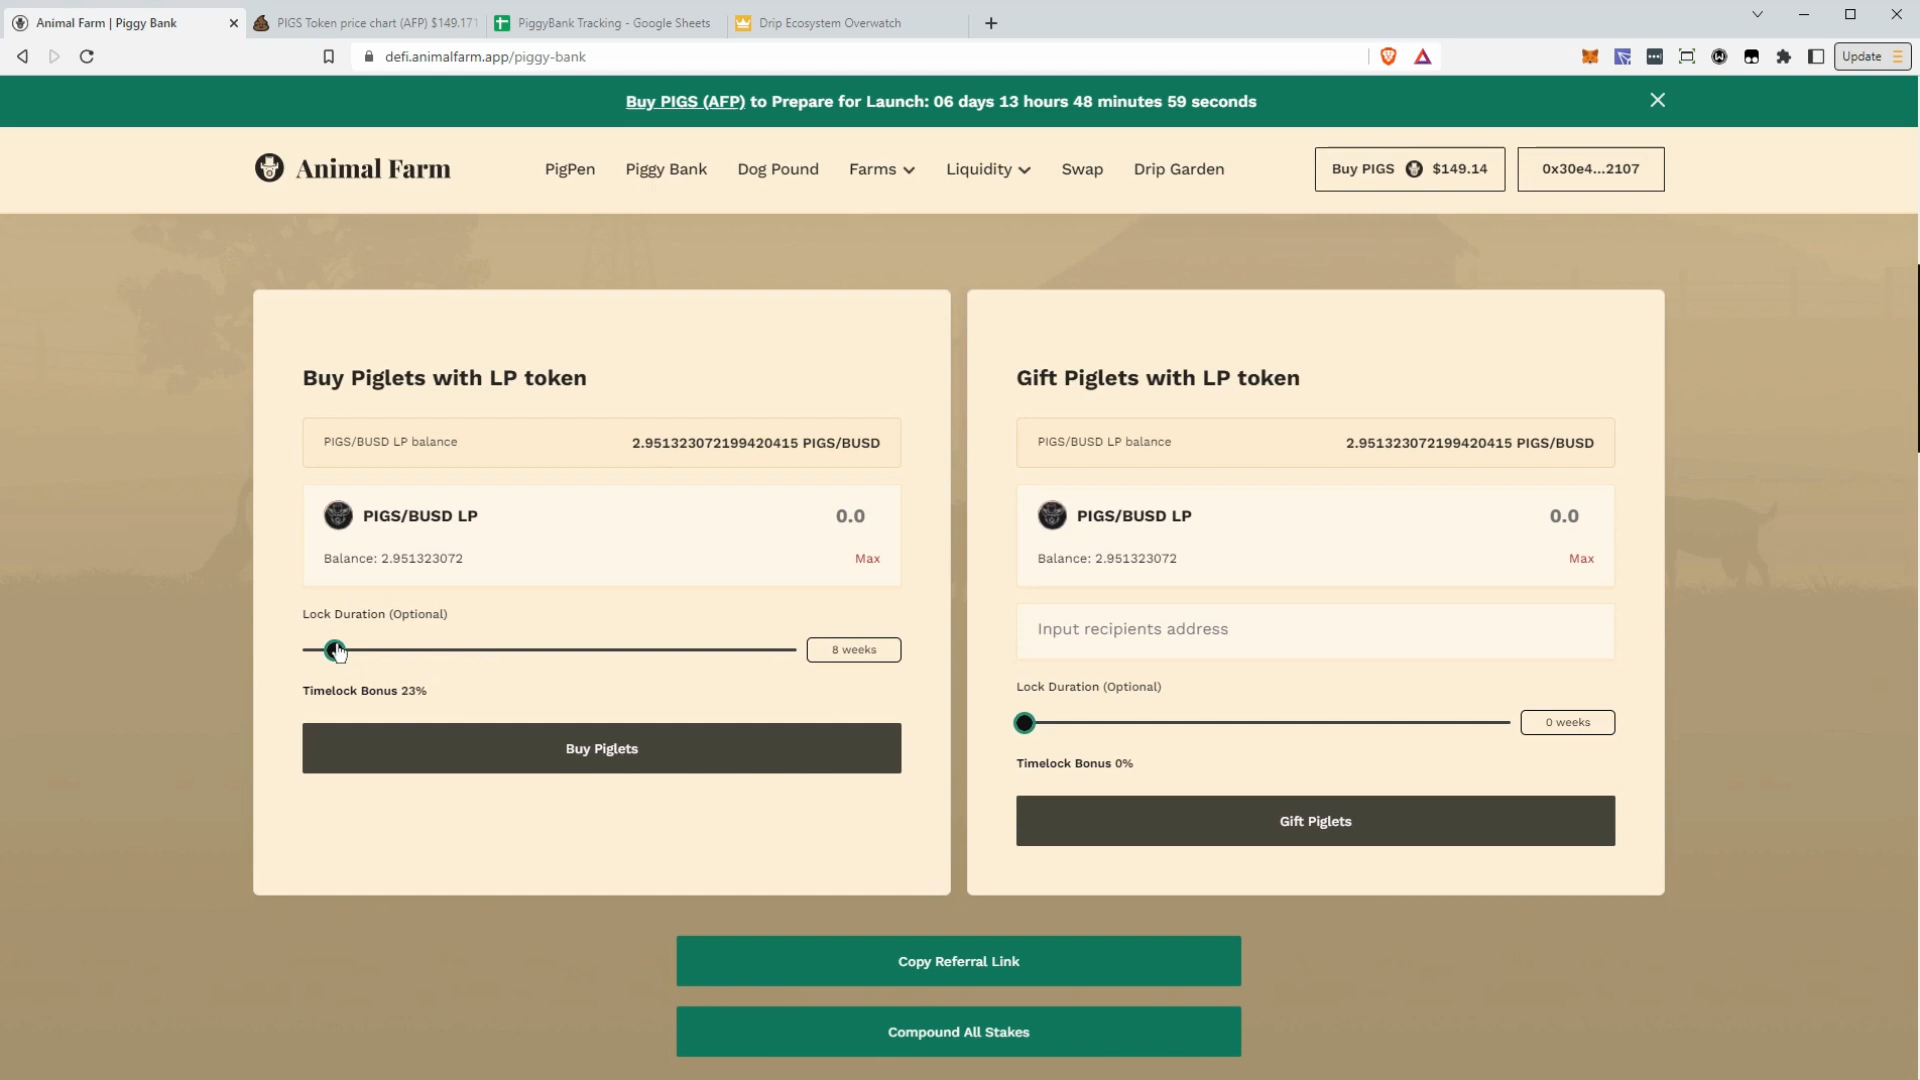 Animal Farm | Piggy Bank
PIGS Token price chart (AFP) $149.171
PiggyBank Tracking - Google Sheets
Drip Ecosystem Overwatch
defi.animalfarm.app/piggy-bank
Update
Buy PIGS (AFP) to Prepare for Launch: 06 days 13 hours 48 minutes 59 seconds
Animal Farm
PigPen
Piggy Bank
Dog Pound
Farms
Liquidity
Swap
Drip Garden
Buy PIGS $149.14
0x30e4...2107
Buy Piglets with LP token
PIGS/BUSD LP balance
2.951323072199420415 PIGS/BUSD
PIGS/BUSD LP
0.0
Balance: 2.951323072
Max
Lock Duration (Optional)
8 weeks
Timelock Bonus 23%
Buy Piglets
Gift Piglets with LP token
PIGS/BUSD LP balance
2.951323072199420415 PIGS/BUSD
PIGS/BUSD LP
0.0
Balance: 2.951323072
Max
Input recipients address
Lock Duration (Optional)
0 weeks
Timelock Bonus 0%
Gift Piglets
Copy Referral Link
Compound All Stakes